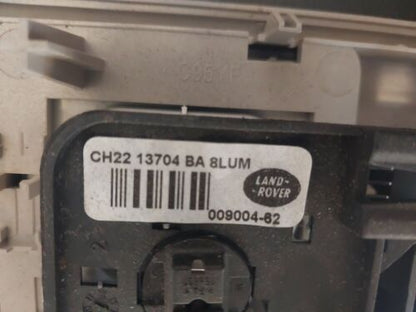 CH22 13704 BA 8LUM
LAND-
ROVER
009004-62